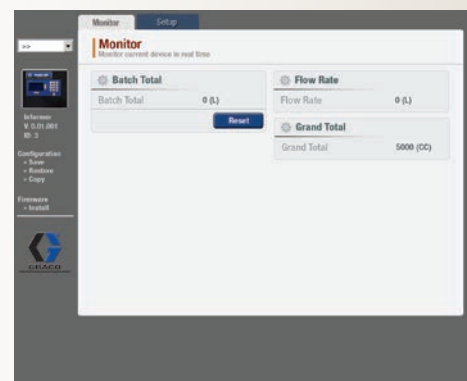 Monitor Setup
>>
Monitor
Monitor current device in real time
Batch Total
Batch Total 0 (L)
Reset
Flow Rate
Flow Rate 0 (L)
Grand Total
Grand Total 5000 (CC)
Informer
V. 0.01.001
ID: 3
Configuration
» Save
» Restore
» Copy
Firmware
» Install
GRACO